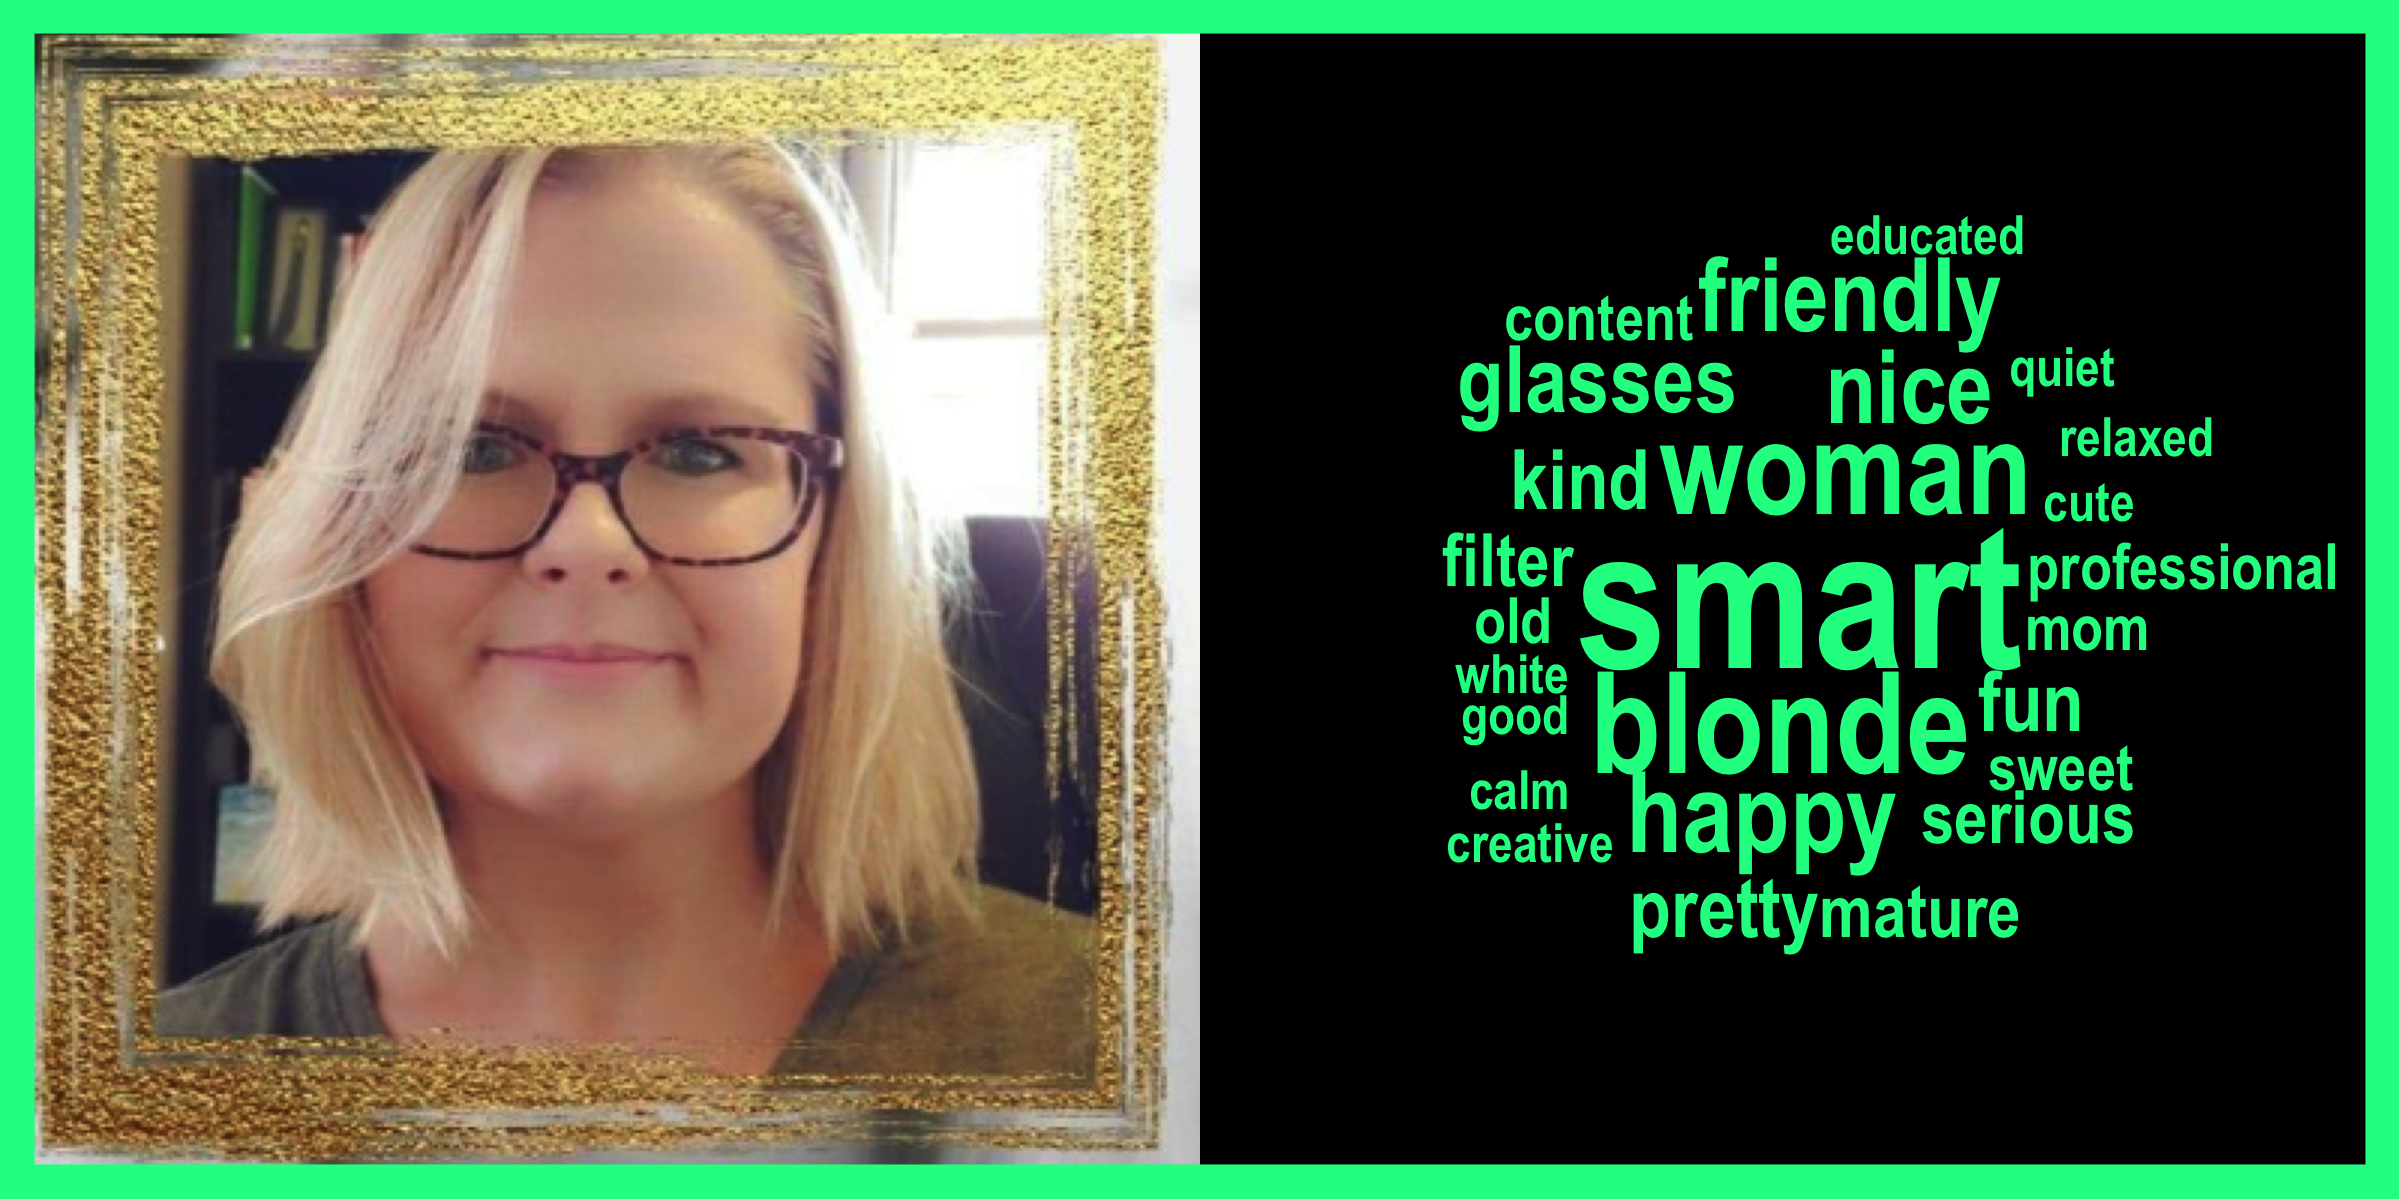 educated
content friendly
glasses nice quiet
relaxed
kind woman cute
filter smart professional
old mom
white
good blonde fun
sweet
calm happy serious
creative
pretty mature